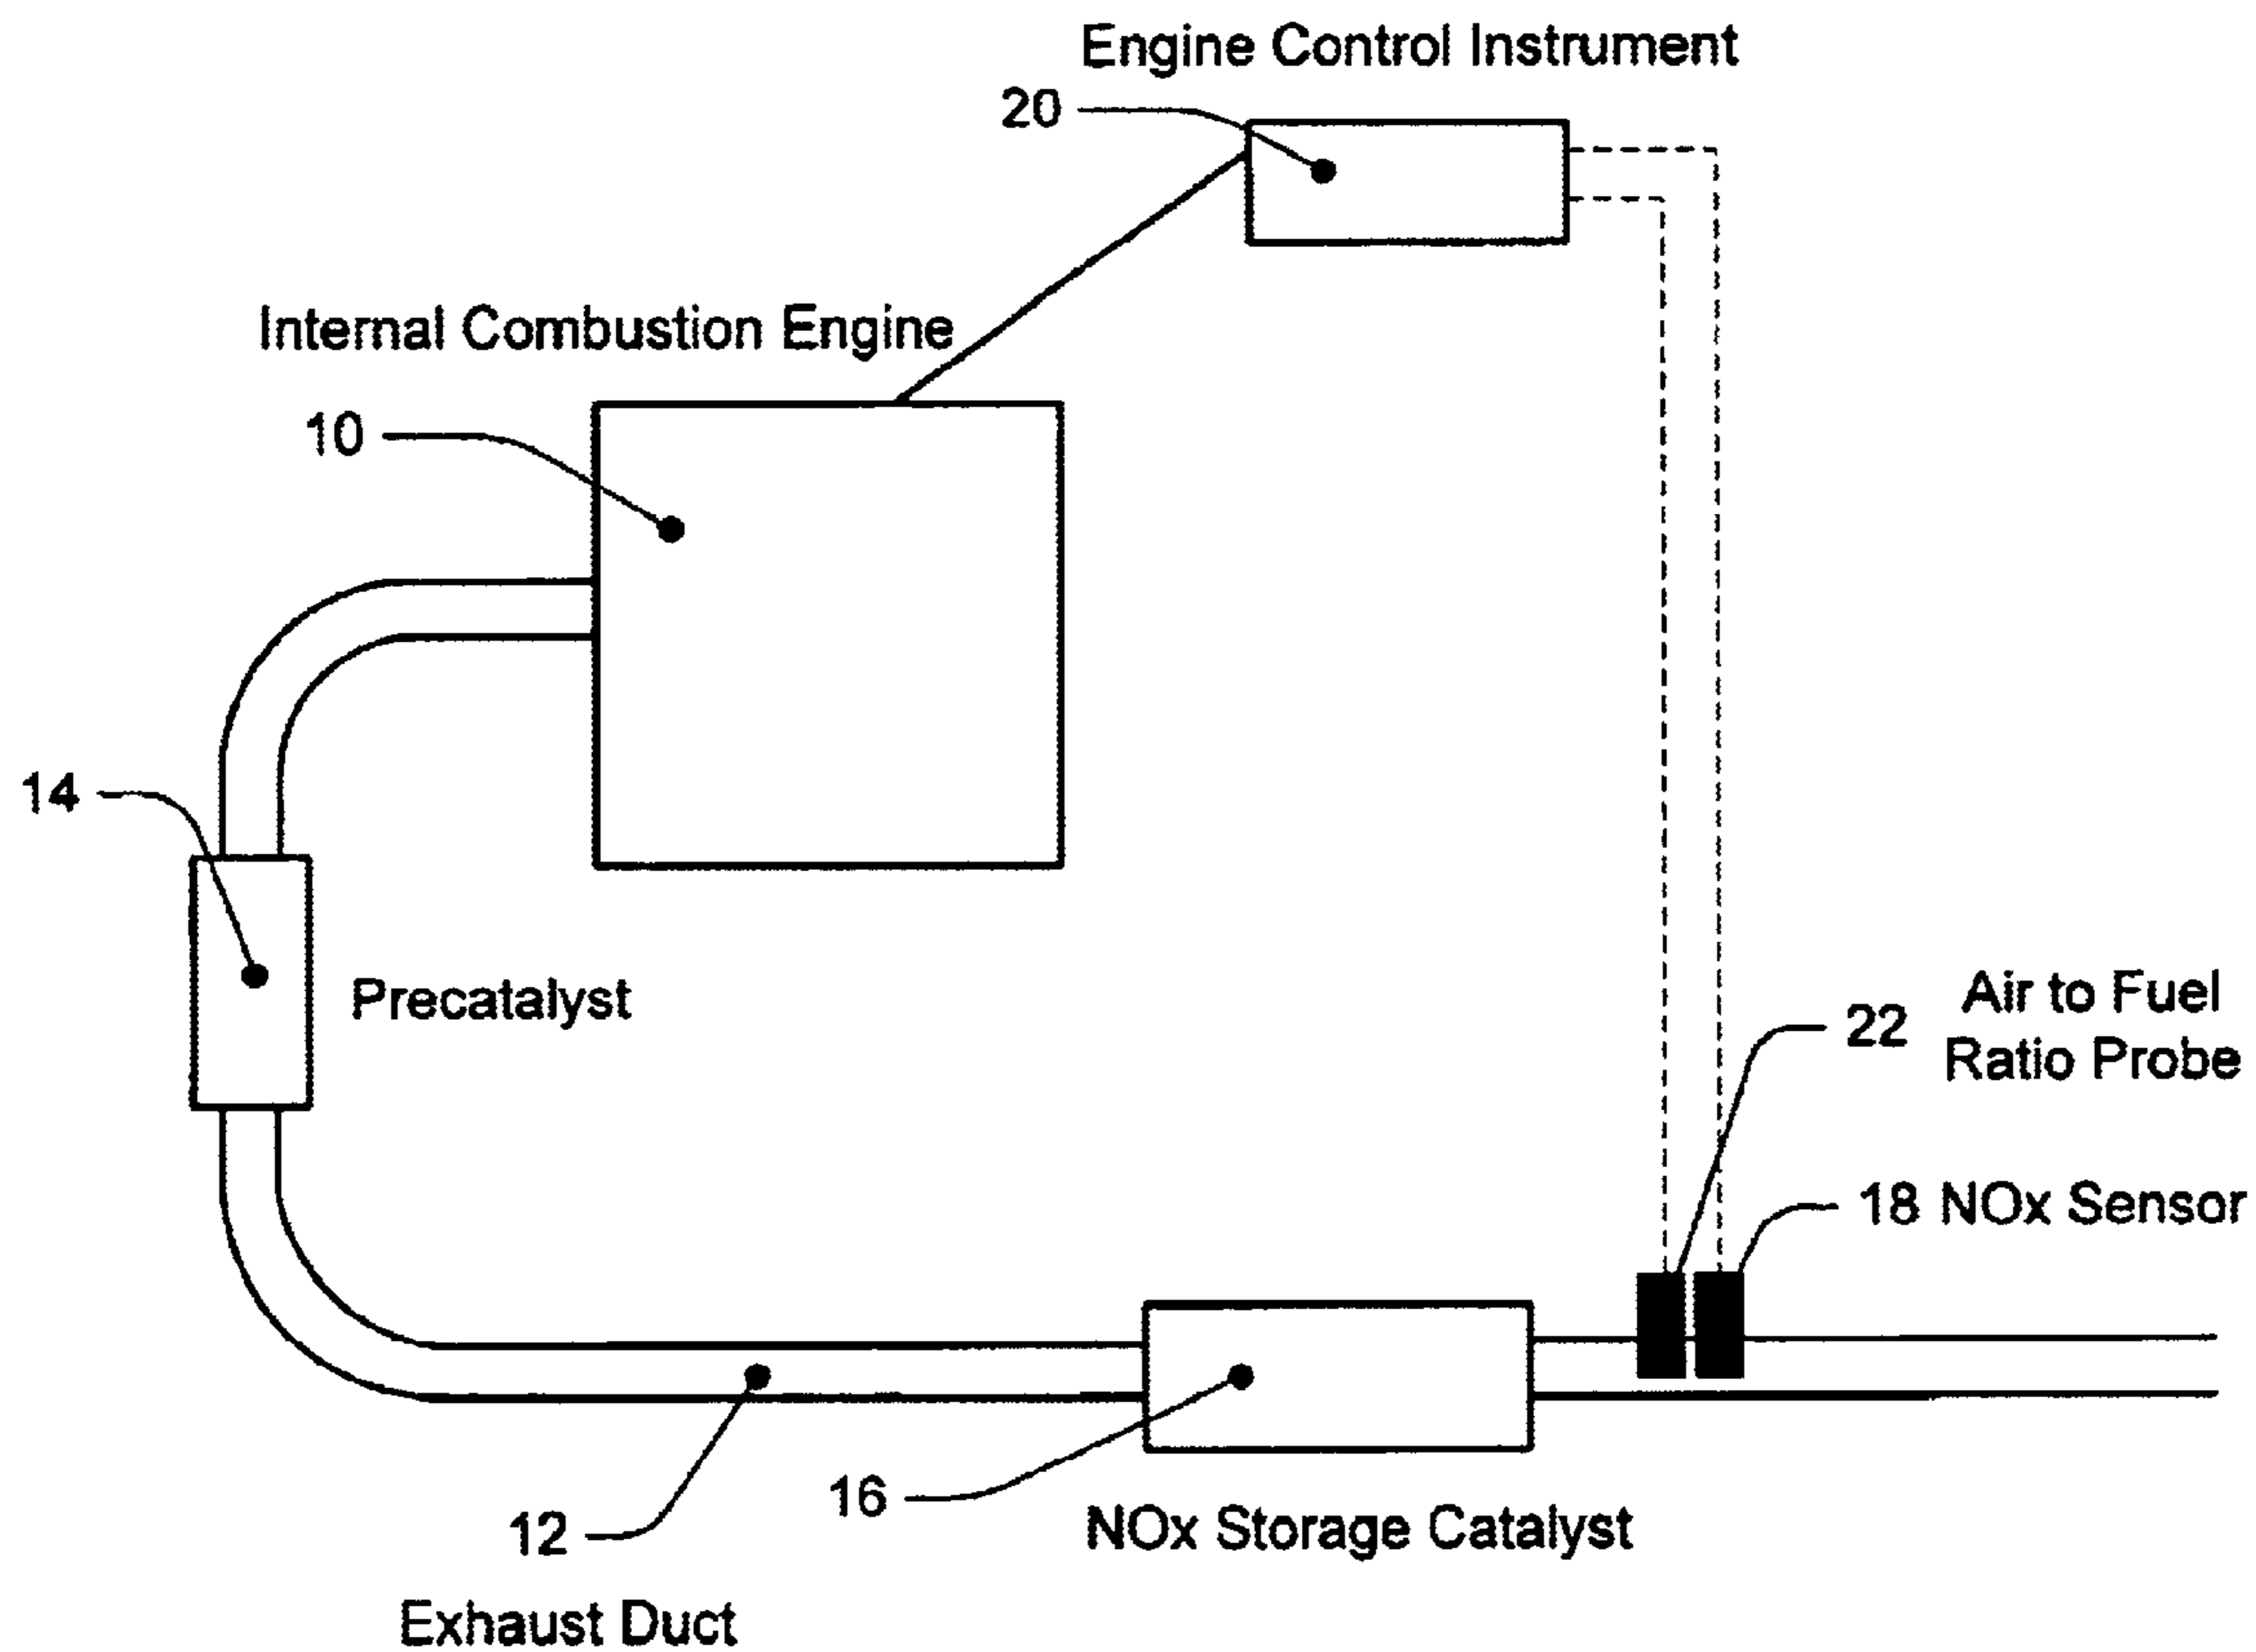 Engine Control Instrument
20
Internal Combustion Engine
10
14
Precatalyst
22 Air to Fuel
Ratio Probe
18 NOx Sensor
16
NOx Storage Catalyst
12
Exhaust Duct